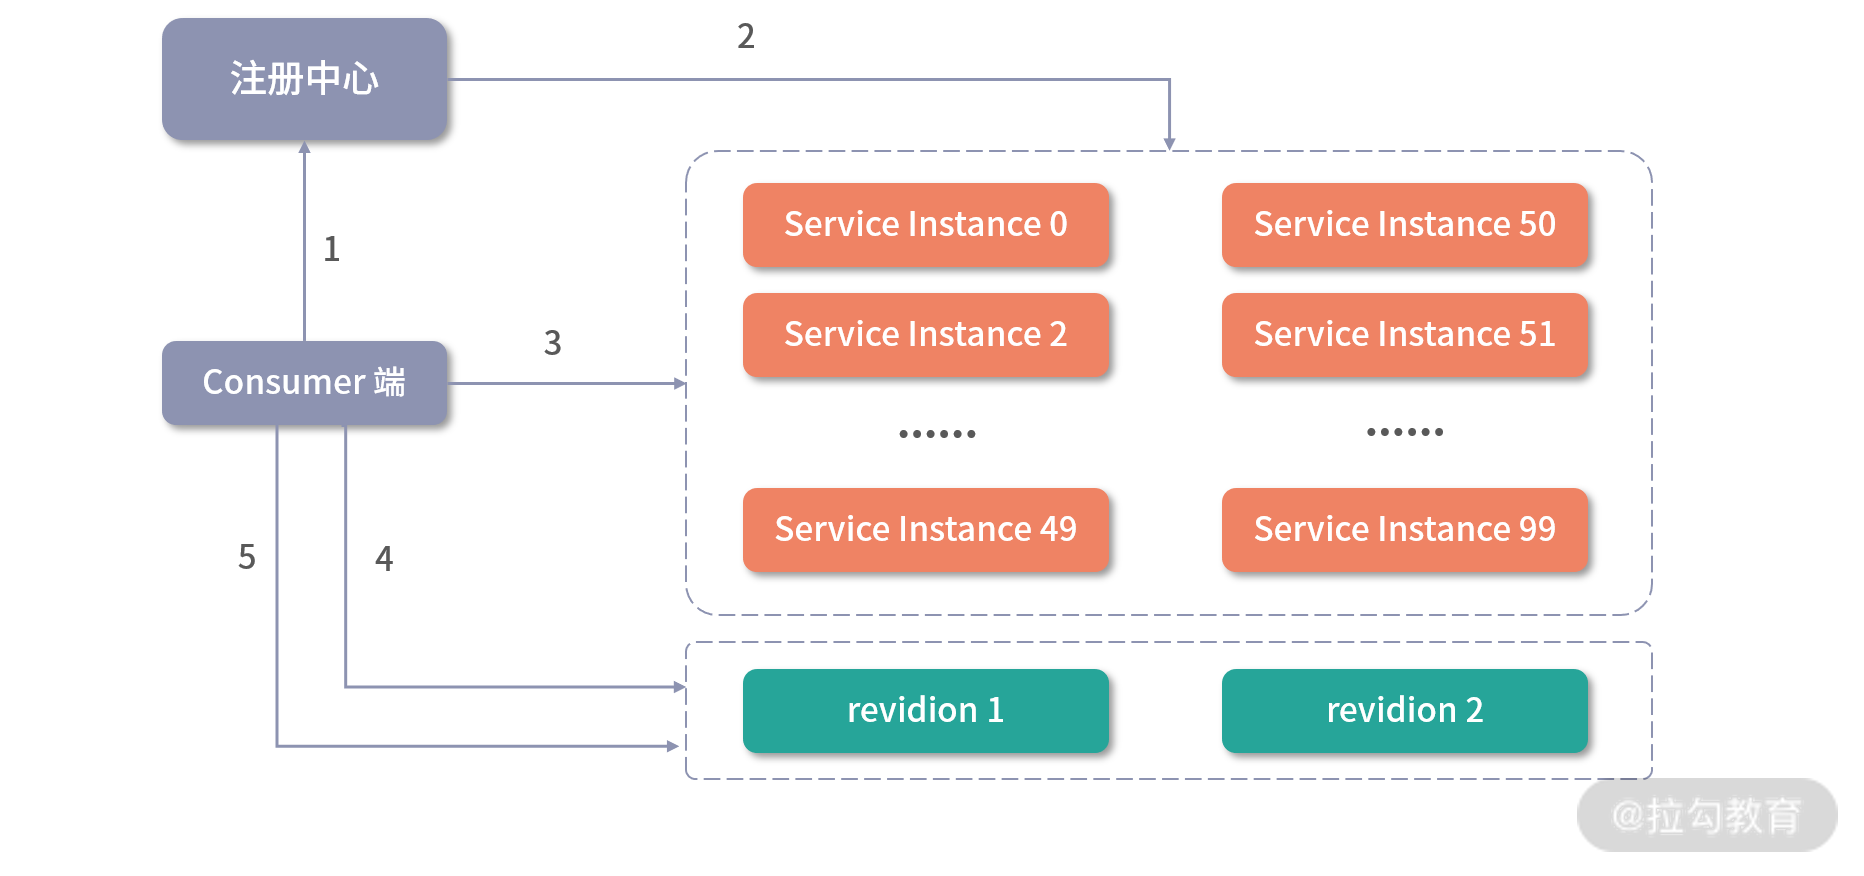 注册中心
2
1
Consumer 端
3
5
4
Service Instance 0
Service Instance 50
Service Instance 2
Service Instance 51
......
......
Service Instance 49
Service Instance 99
revidion 1
revidion 2
@拉勾教育